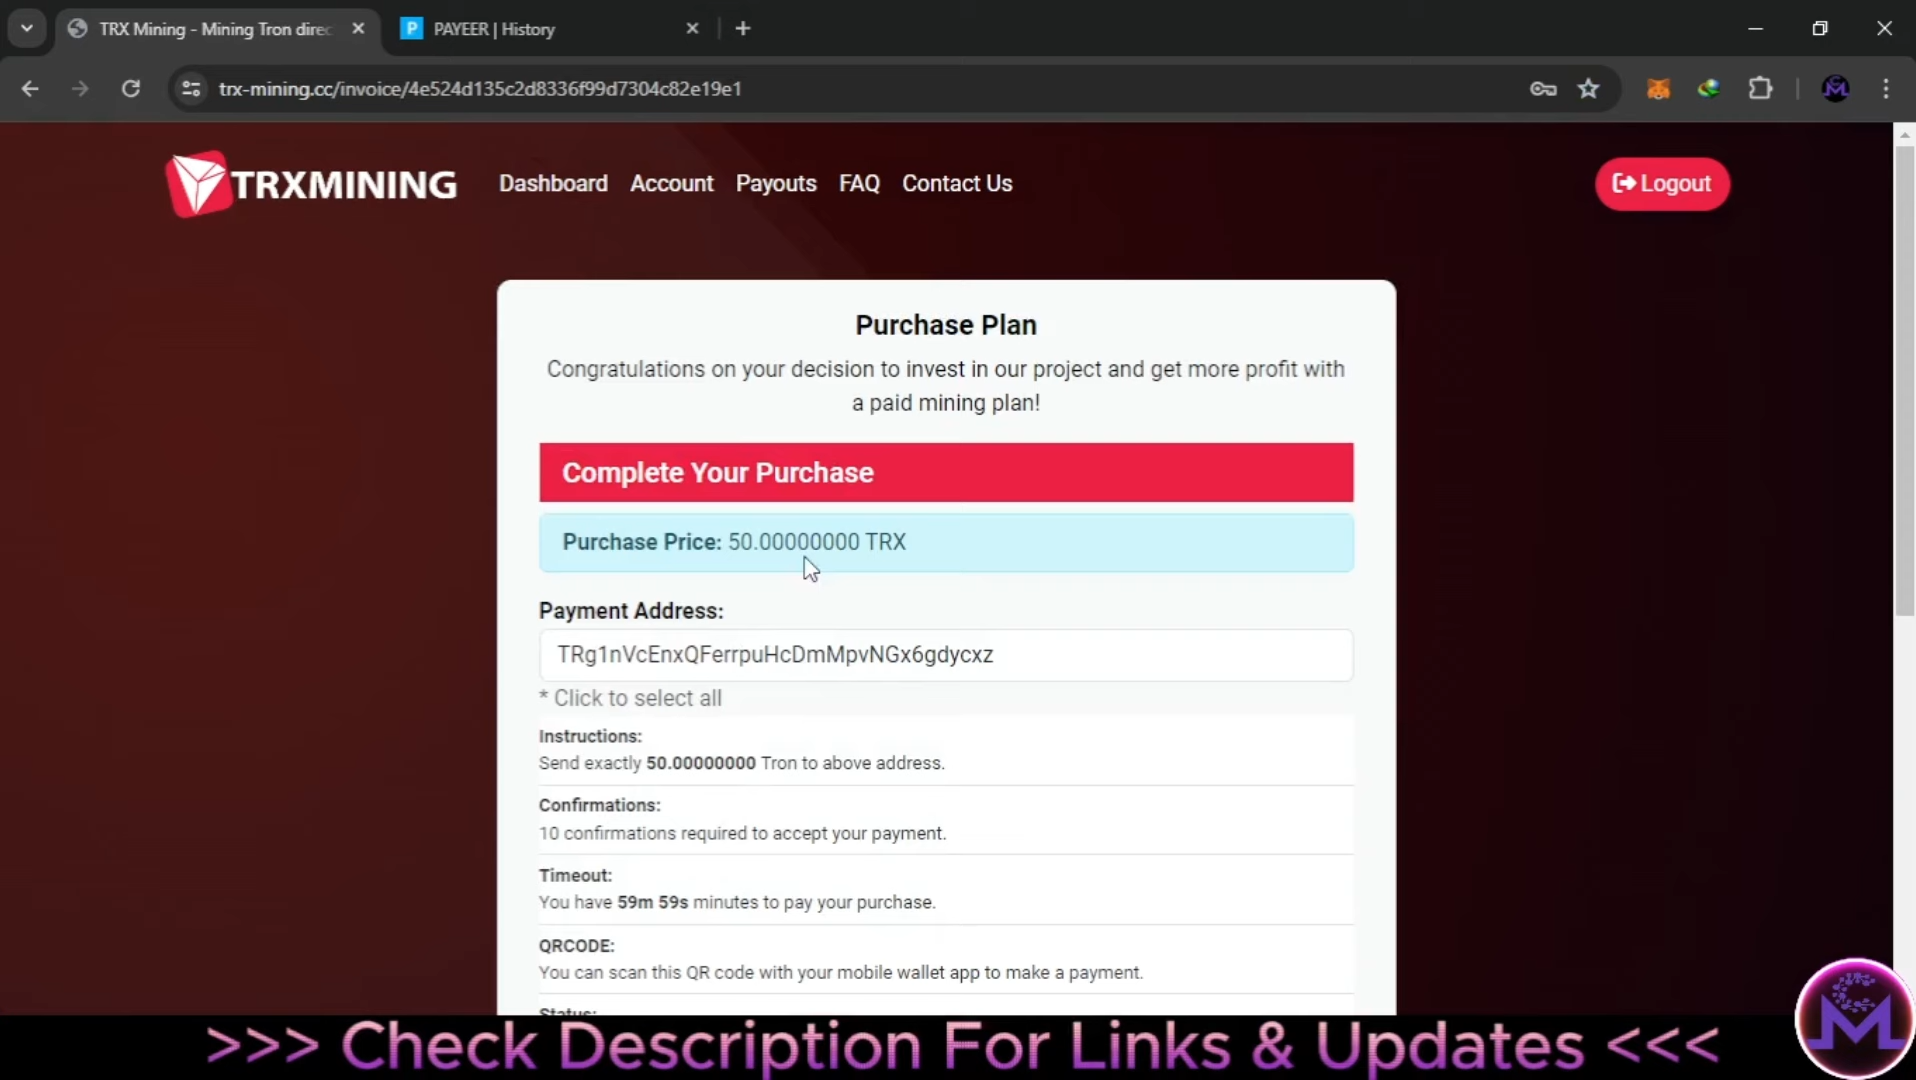 TRX Mining - Mining Tron direc
PAYEER | History
trx-mining.cc/invoice/4e524d135c2d8336f99d7304c82e19e1
TRXMINING
Dashboard
Account
Payouts
FAQ
Contact Us
Logout
Purchase Plan
Congratulations on your decision to invest in our project and get more profit with
a paid mining plan!
Complete Your Purchase
Purchase Price: 50.00000000 TRX
Payment Address:
TRg1nVcEnxQFerrpuHcDmMpvNGx6gdycxz
* Click to select all
Instructions:
Send exactly 50.00000000 Tron to above address.
Confirmations:
10 confirmations required to accept your payment.
Timeout:
You have 59m 59s minutes to pay your purchase.
QRCODE:
You can scan this QR code with your mobile wallet app to make a payment.
Status:
>>> Check Description For Links & Updates <<<